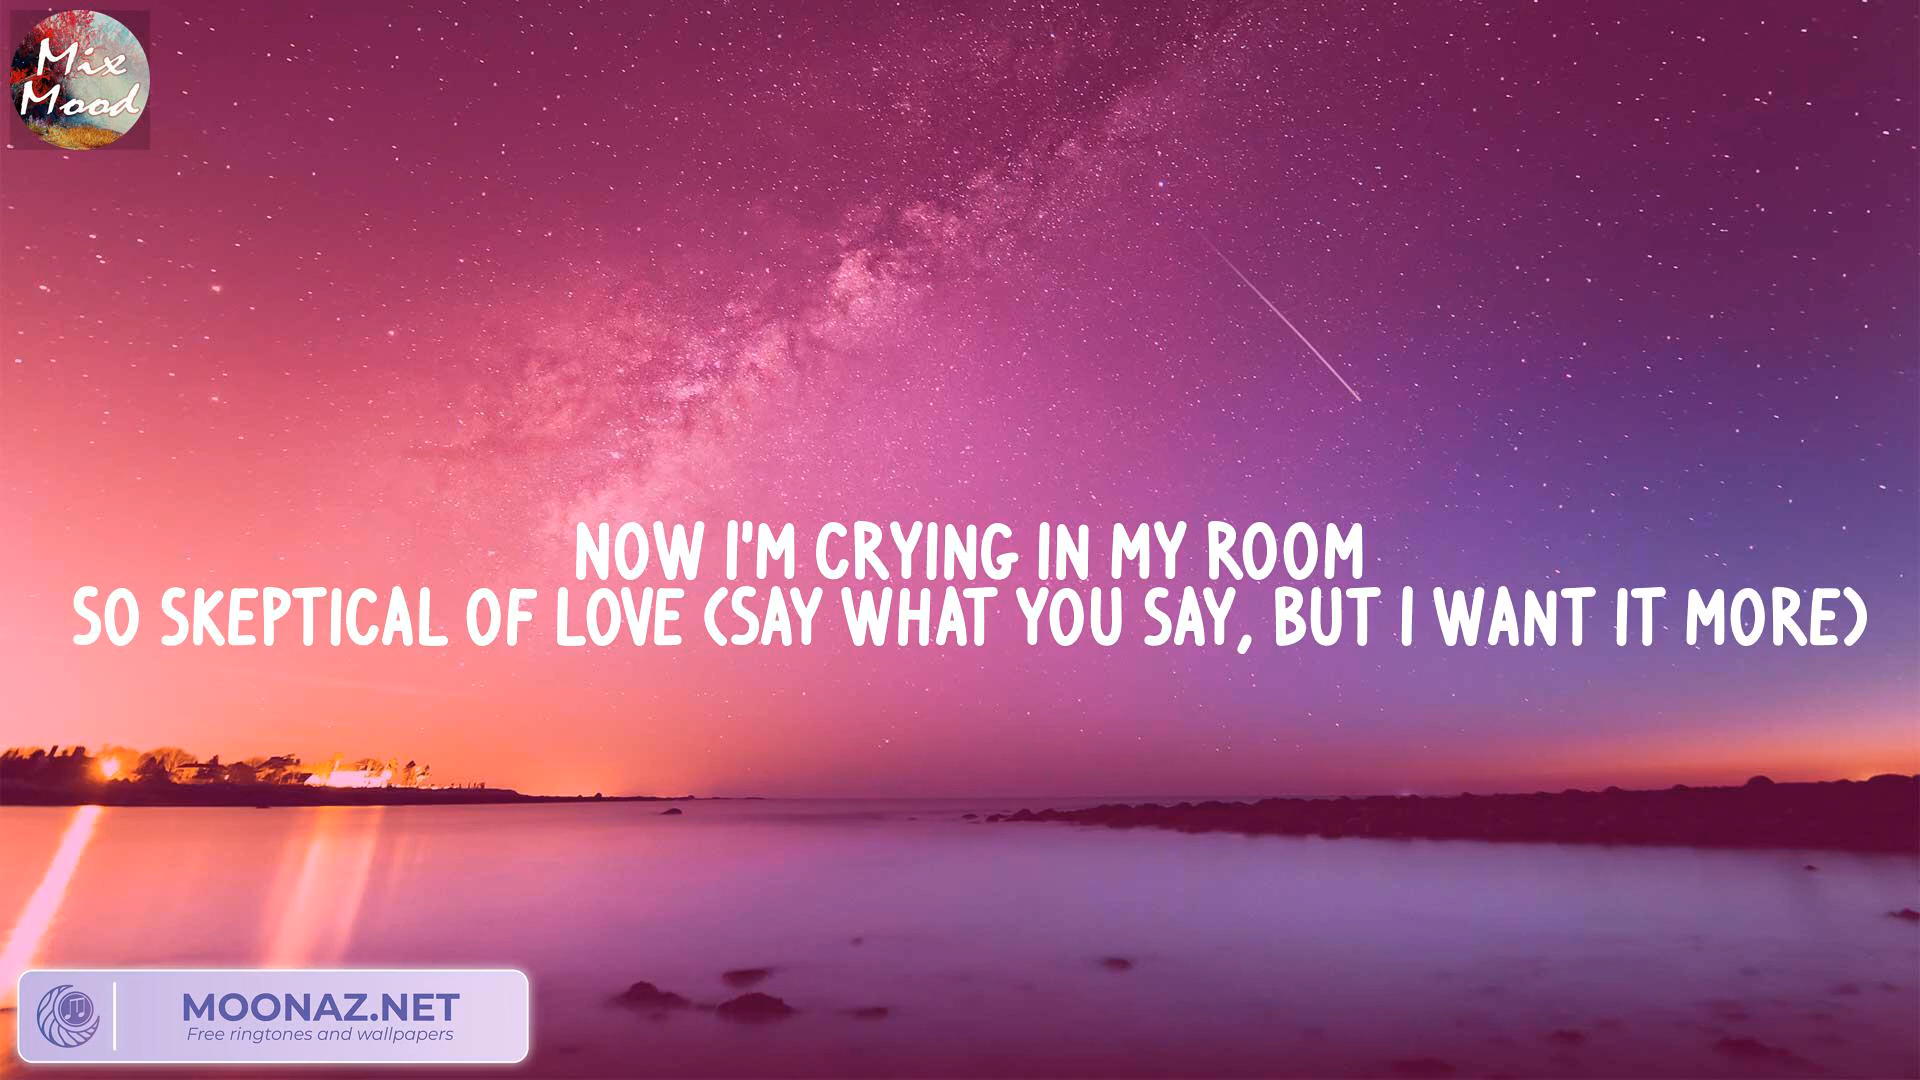 Mix
Mood
NOW I'M CRYING IN MY ROOM
SO SKEPTICAL OF LOVE (SAY WHAT YOU SAY, BUT I WANT IT MORE)
MOONAZ.NET
Free ringtones and wallpapers